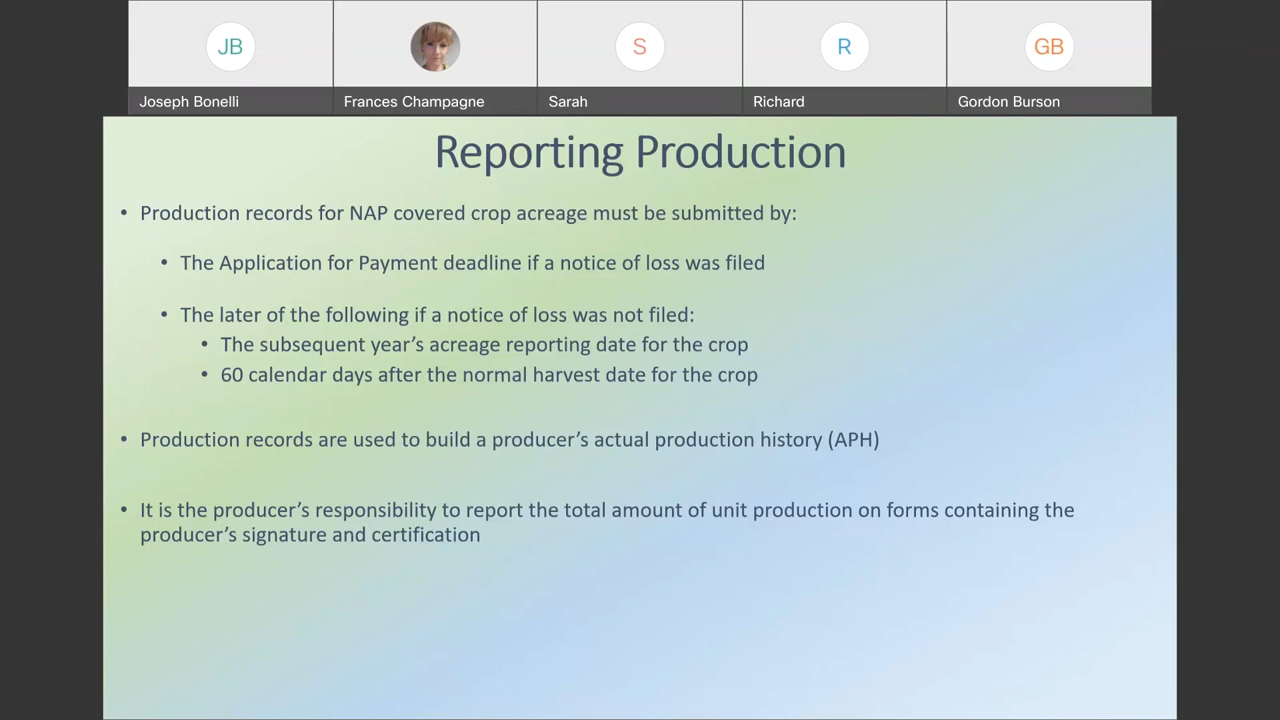 JB
S
R
GB
Joseph Bonelli
Frances Champagne
Sarah
Richard
Gordon Burson
Reporting Production
• Production records for NAP covered crop acreage must be submitted by:
• The Application for Payment deadline if a notice of loss was filed
• The later of the following if a notice of loss was not filed:
• The subsequent year's acreage reporting date for the crop
• 60 calendar days after the normal harvest date for the crop
• Production records are used to build a producer's actual production history (APH)
• It is the producer's responsibility to report the total amount of unit production on forms containing the
producer's signature and certification